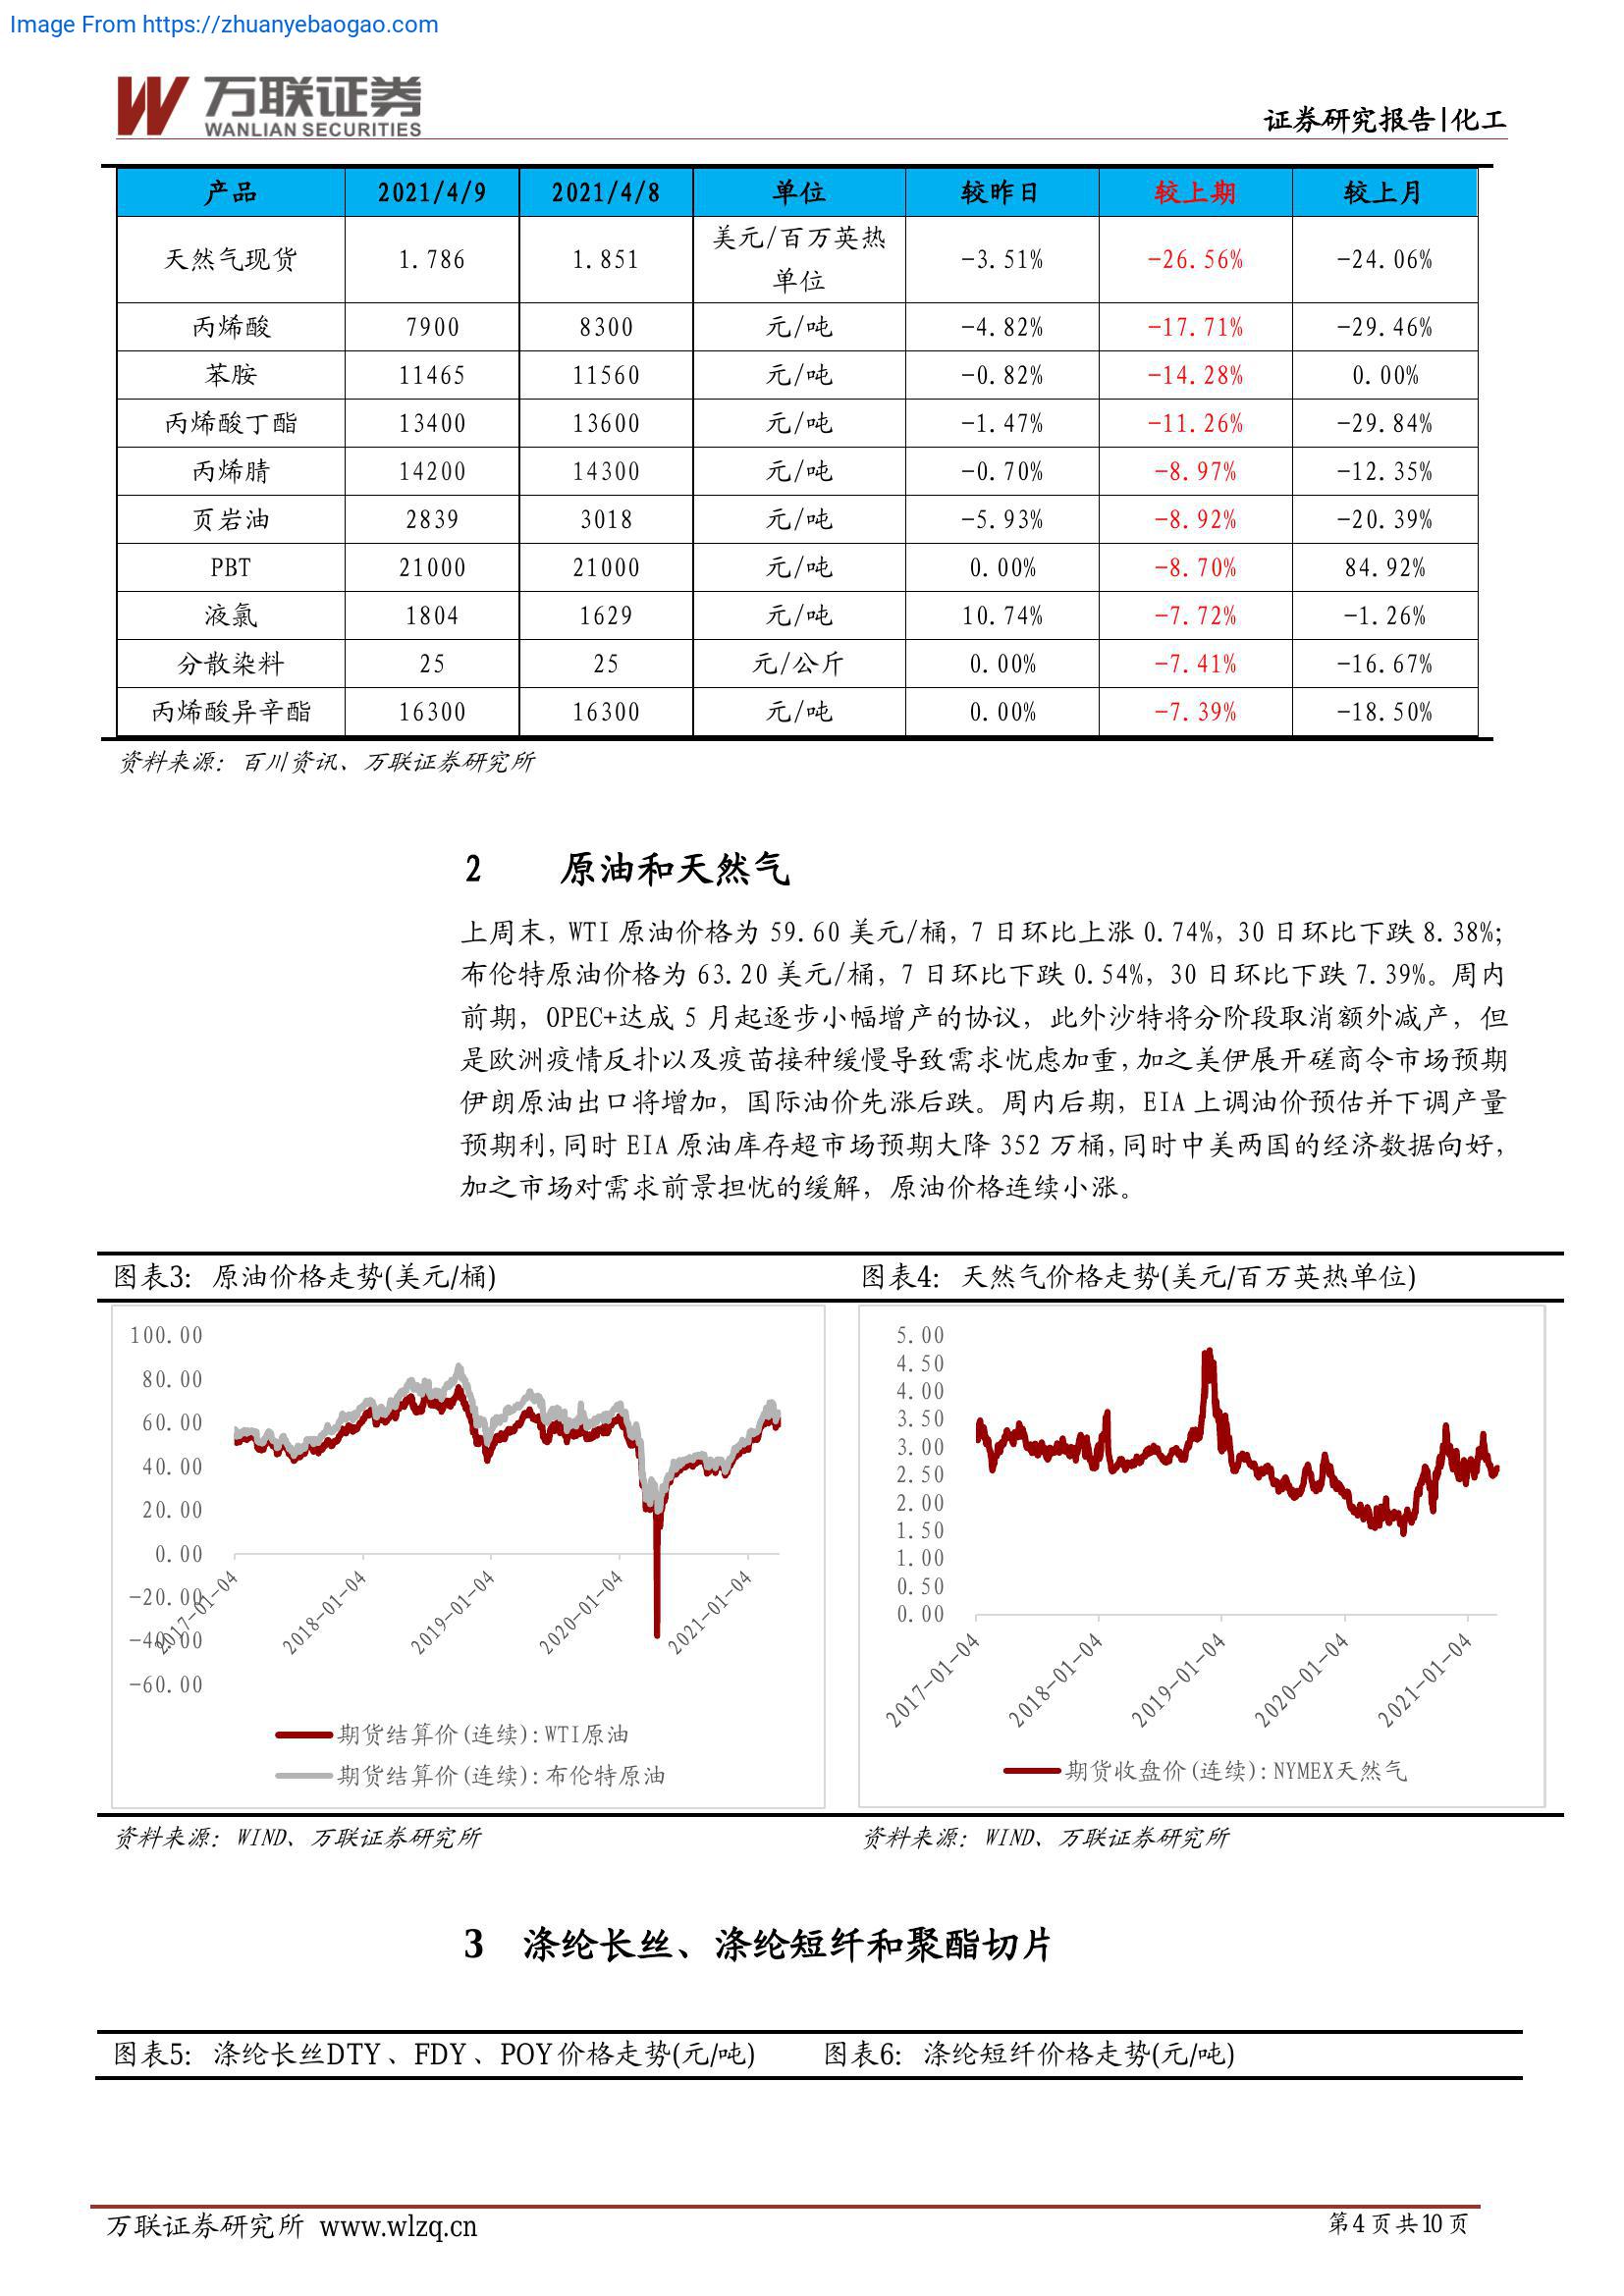 Image From https://zhuanyebaogao.com
万联证券
WANLIAN SECURITIES
证券研究报告|化工
产品 2021/4/9 2021/4/8 单位 较昨日 较上期 较上月
天然气现货 1.786 1.851 美元/百万英热单位 -3.51% -26.56% -24.06%
丙烯酸 7900 8300 元/吨 -4.82% -17.71% -29.46%
苯胺 11465 11560 元/吨 -0.82% -14.28% 0.00%
丙烯酸丁酯 13400 13600 元/吨 -1.47% -11.26% -29.84%
丙烯腈 14200 14300 元/吨 -0.70% -8.97% -12.35%
页岩油 2839 3018 元/吨 -5.93% -8.92% -20.39%
PBT 21000 21000 元/吨 0.00% -8.70% 84.92%
液氯 1804 1629 元/吨 10.74% -7.72% -1.26%
分散染料 25 25 元/公斤 0.00% -7.41% -16.67%
丙烯酸异辛酯 16300 16300 元/吨 0.00% -7.39% -18.50%
资料来源：百川资讯、万联证券研究所
2 原油和天然气
上周末，WTI 原油价格为 59.60 美元/桶，7 日环比上涨 0.74%，30 日环比下跌 8.38%；
布伦特原油价格为 63.20 美元/桶，7 日环比下跌 0.54%，30 日环比下跌 7.39%。周内
前期，OPEC+达成 5 月起逐步小幅增产的协议，此外沙特将分阶段取消额外减产，但
是欧洲疫情反扑以及疫苗接种缓慢导致需求忧虑加重，加之美伊展开磋商令市场预期
伊朗原油出口将增加，国际油价先涨后跌。周内后期，EIA 上调油价预估并下调产量
预期利，同时 EIA 原油库存超市场预期大降 352 万桶，同时中美两国的经济数据向好，
加之市场对需求前景担忧的缓解，原油价格连续小涨。
图表3：原油价格走势(美元/桶)
100.00
80.00
60.00
40.00
20.00
0.00
-20.00
-40.00
-60.00
2017-01-04 2018-01-04 2019-01-04 2020-01-04 2021-01-04
期货结算价(连续):WTI原油
期货结算价(连续):布伦特原油
资料来源：WIND、万联证券研究所
图表4：天然气价格走势(美元/百万英热单位)
5.00
4.50
4.00
3.50
3.00
2.50
2.00
1.50
1.00
0.50
0.00
2017-01-04 2018-01-04 2019-01-04 2020-01-04 2021-01-04
期货收盘价(连续):NYMEX天然气
资料来源：WIND、万联证券研究所
3 涤纶长丝、涤纶短纤和聚酯切片
图表5：涤纶长丝DTY、FDY、POY价格走势(元/吨)
图表6：涤纶短纤价格走势(元/吨)
万联证券研究所 www.wlzq.cn
第4页共10页